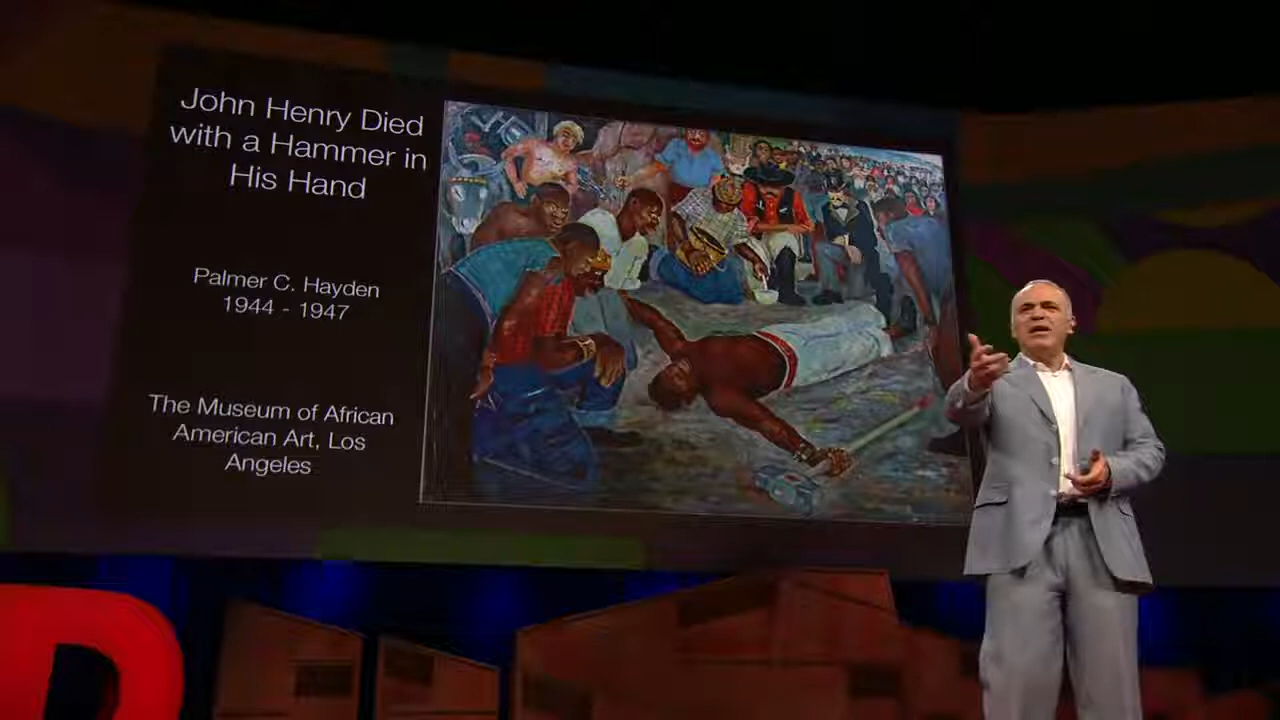 John Henry Died
with a Hammer in
His Hand
Palmer C. Hayden
1944 - 1947
The Museum of African
American Art, Los
Angeles
D